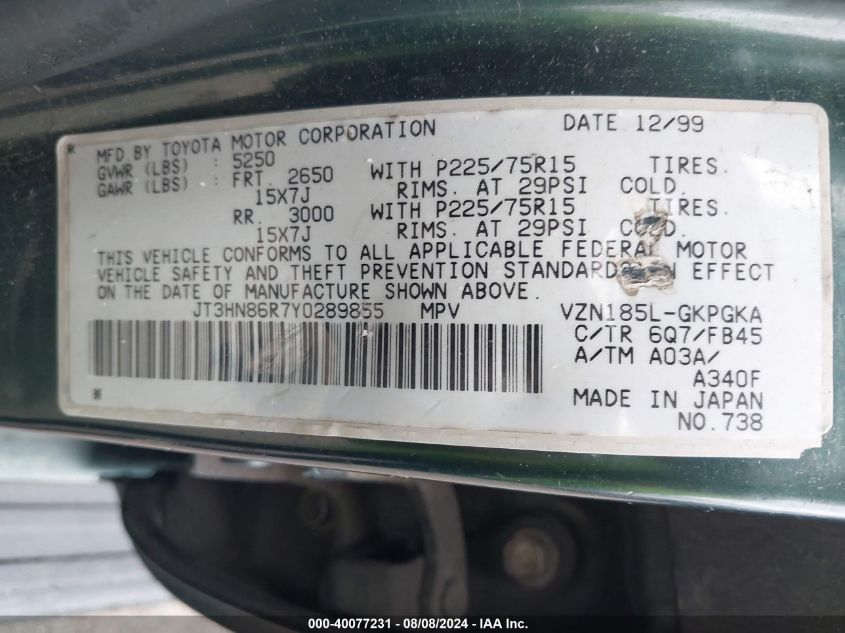 MFD.BY TOYOTA MOTOR CORPORATION DATE 12/99
GVWR (LBS) : 5250
GAWR (LBS) : FRT. 2650 WITH P225/75R15 TIRES.
15X7J RIMS. AT 29PSI COLD.
RR. 3000 WITH P225/75R15 TIRES.
15X7J RIMS. AT 29PSI
THIS VEHICLE CONFORMS TO ALL APPLICABLE FEDERAL MOTOR
VEHICLE SAFETY AND THEFT PREVENTION EFFECT
ON THE DATE OF MANUFACTURE SHOWN ABOVE.
JT3HN86R7Y0289855 MPV VZN185L-GKPGKA
C/TR 6Q7/FB45
A/TM A03A/
A340F
MADE IN JAPAN
NO.738
000-40077231 - 08/08/2024 - IAA Inc.